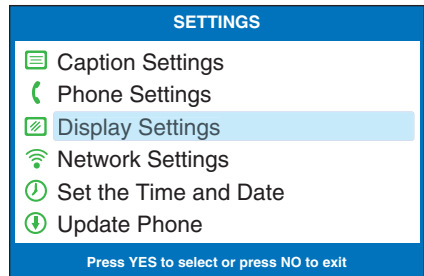 SETTINGS
Caption Settings
Phone Settings
Display Settings
Network Settings
Set the Time and Date
Update Phone
Press YES to select or press NO to exit